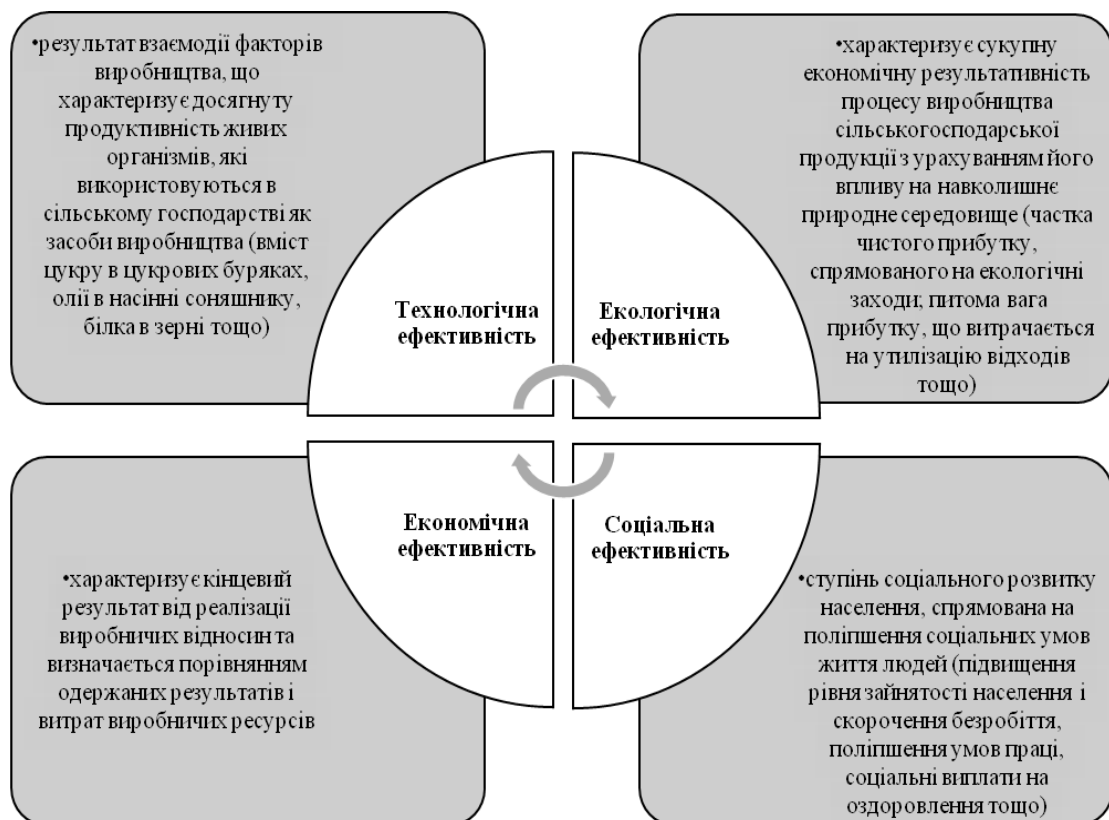 •результат взаємодії факторів
виробництва, що
характеризує досягнуту
продуктивність живих
організмів, які
використовуються в
сільському господарстві як
засоби виробництва (вміст
цукру в цукрових буряках,
олії в насінні соняшнику,
білка в зерні тощо)
•характеризує сукупну
економічну результативність
процесу виробництва
сільськогосподарської
продукції з урахуванням його
впливу на навколишнє
природне середовище (частка
чистого прибутку,
спрямованого на екологічні
заходи; питома вага
прибутку, що витрачається
на утилізацію відходів
тощо)
Технологічна
ефективність
Екологічна
ефективність
Економічна
ефективність
Соціальна
ефективність
•характеризує кінцевий
результат від реалізації
виробничих відносин та
визначається порівнянням
одержаних результатів і
витрат виробничих ресурсів
•ступінь соціального розвитку
населення, спрямована на
поліпшення соціальних умов
життя людей (підвищення
рівня зайнятості населення і
скорочення безробіття,
поліпшення умов праці,
соціальні виплати на
оздоровлення тощо)